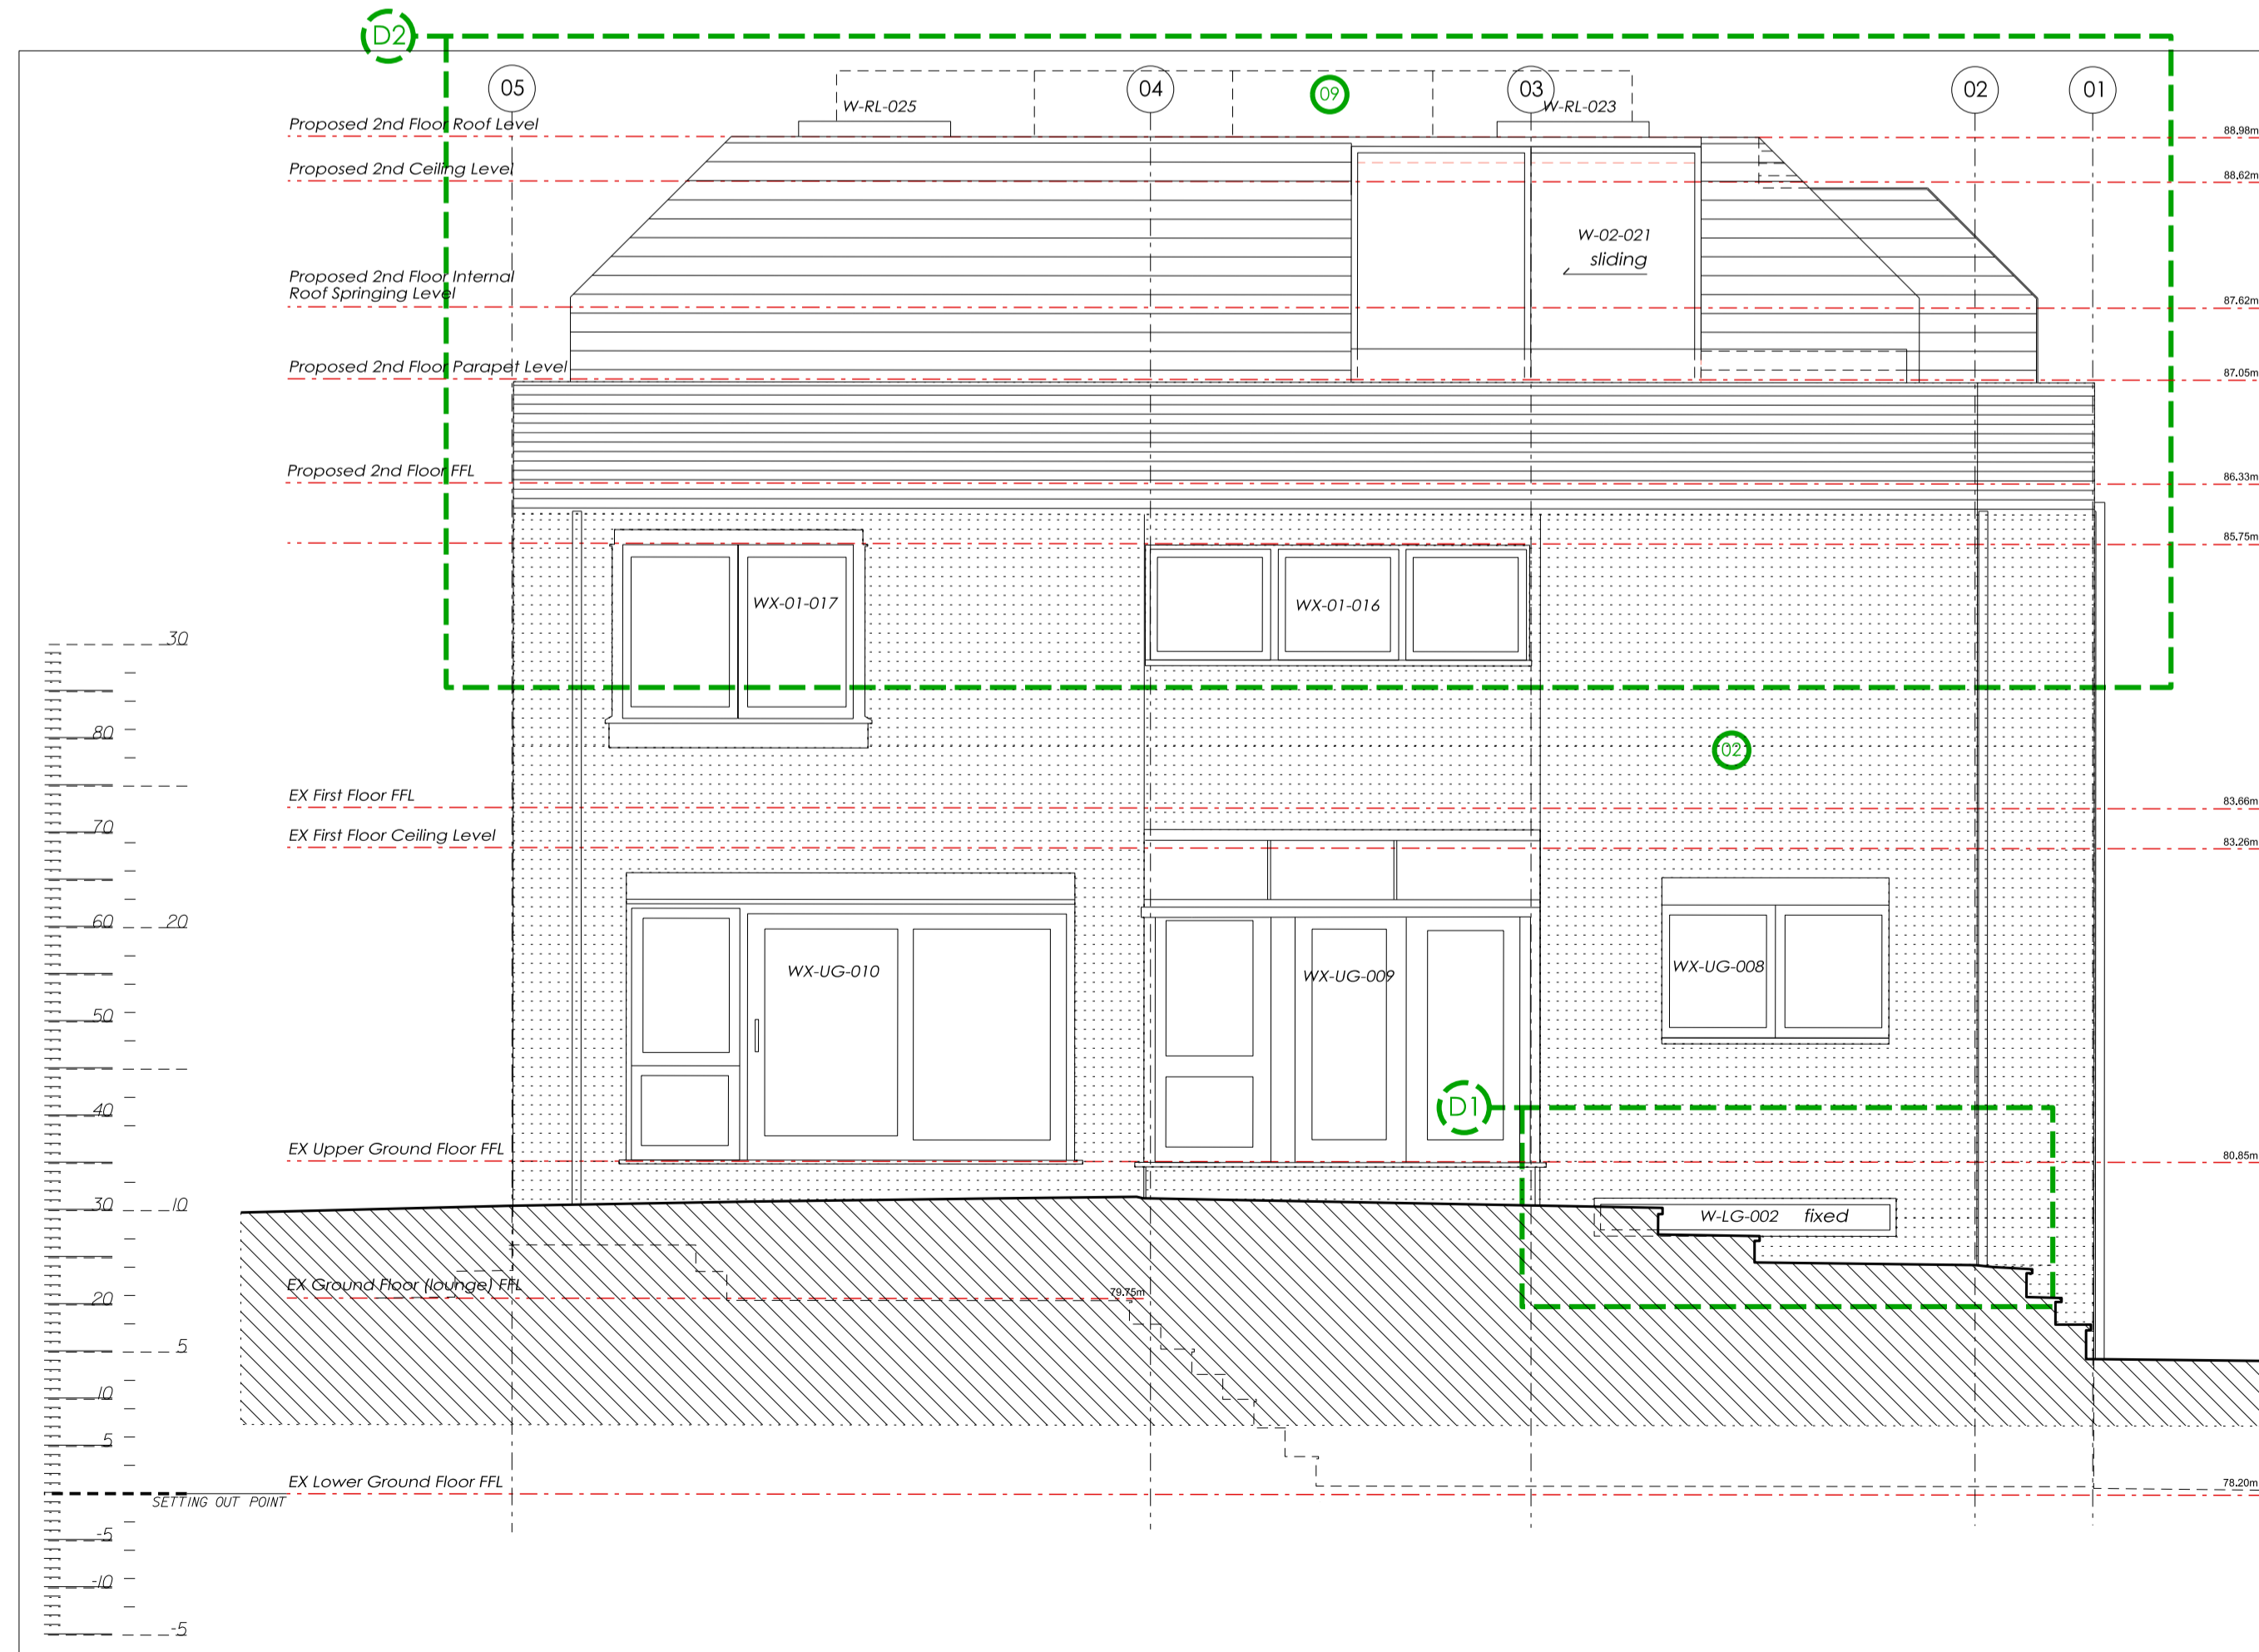 D2
05
04
09
03
02
01
W-RL-025
W-RL-023
Proposed 2nd Floor Roof Level
88.98m
Proposed 2nd Ceiling Level
88.62m
W-02-021
sliding
Proposed 2nd Floor Internal
Roof Springing Level
87.62m
Proposed 2nd Floor Parapet Level
87.05m
Proposed 2nd Floor FFL
86.33m
85.75m
WX-01-017
WX-01-016
30
80
02
EX First Floor FFL
83.66m
70
EX First Floor Ceiling Level
83.26m
60
20
WX-UG-010
WX-UG-009
WX-UG-008
50
40
D1
EX Upper Ground Floor FFL
80.85m
30
10
W-LG-002 fixed
EX Ground Floor (lounge) FFL
79.75m
20
5
10
5
EX Lower Ground Floor FFL
78.20m
SETTING OUT POINT
-5
-10
-5